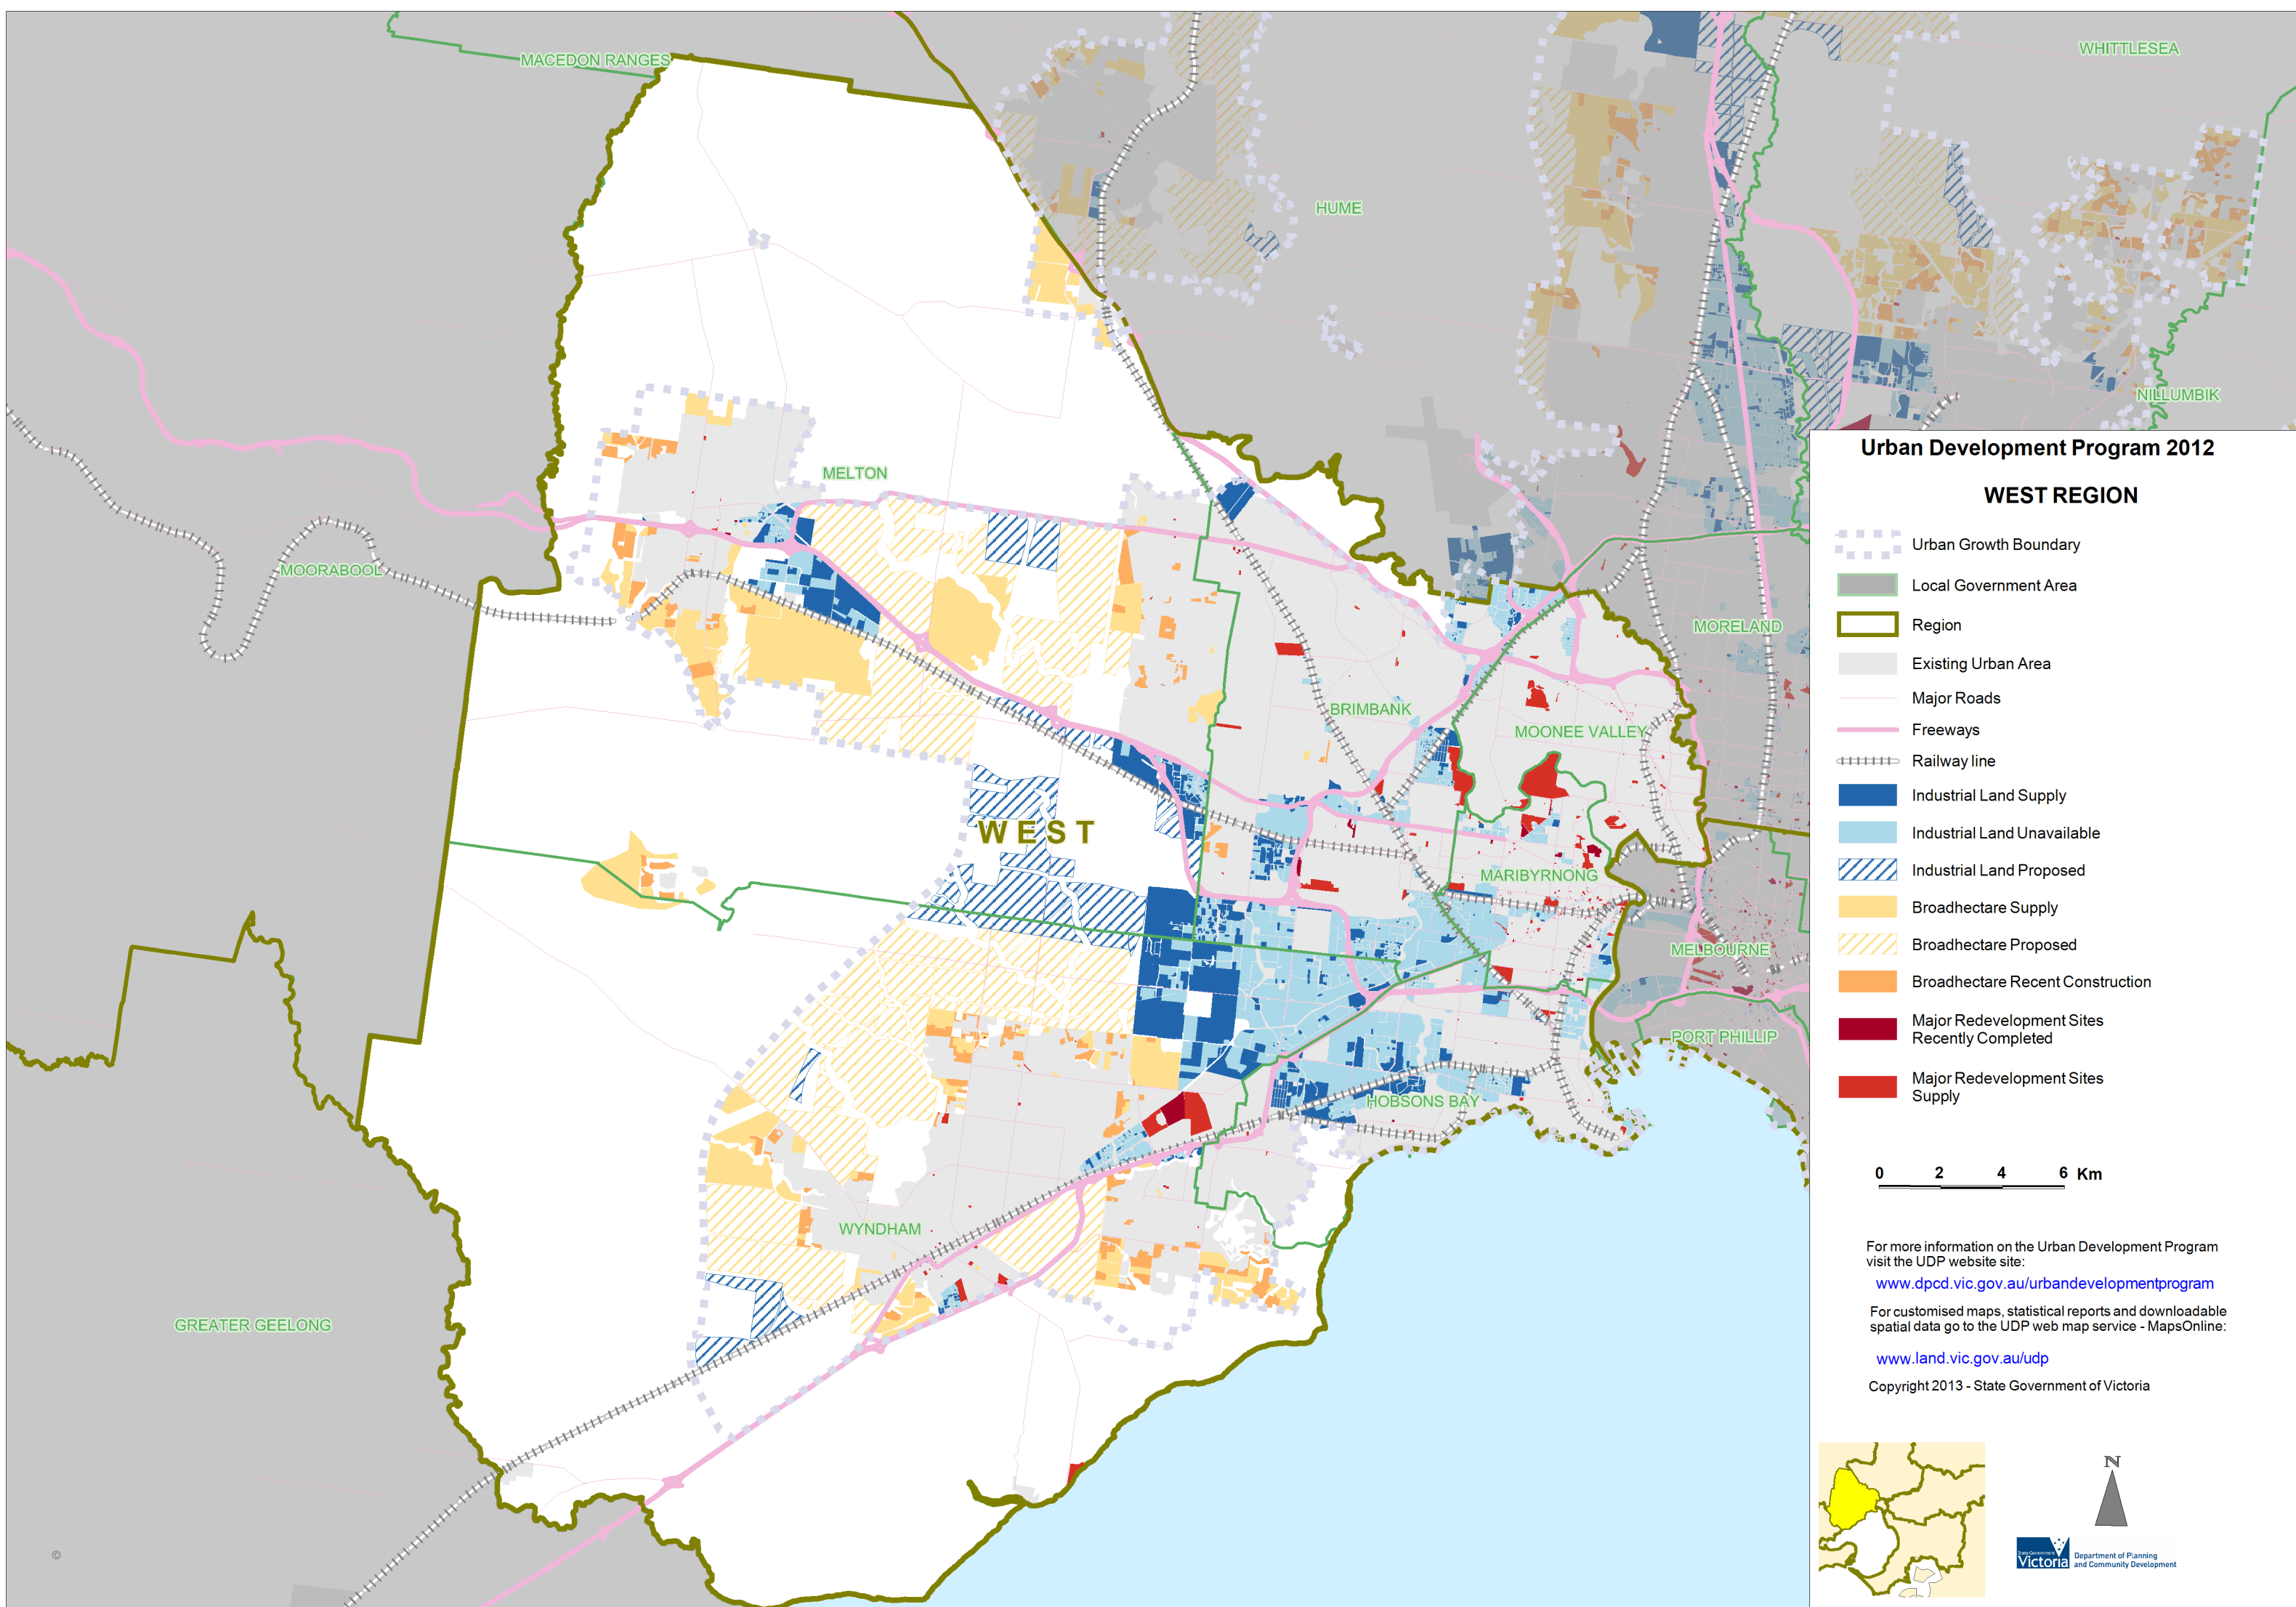 MACEDON RANGES
WHITTLESEA
HUME
NILLUMBIK
MELTON
MOORABOOL
MORELAND
BRIMBANK
MOONEE VALLEY
WEST
MARIBYRNONG
MELBOURNE
PORT PHILLIP
HOBSONS BAY
WYNDHAM
GREATER GEELONG
©
Urban Development Program 2012
WEST REGION
Urban Growth Boundary
Local Government Area
Region
Existing Urban Area
Major Roads
Freeways
Railway line
Industrial Land Supply
Industrial Land Unavailable
Industrial Land Proposed
Broadhectare Supply
Broadhectare Proposed
Broadhectare Recent Construction
Major Redevelopment Sites
Recently Completed
Major Redevelopment Sites
Supply
0 2 4 6 Km
For more information on the Urban Development Program
visit the UDP website site:
www.dpcd.vic.gov.au/urbandevelopmentprogram
For customised maps, statistical reports and downloadable
spatial data go to the UDP web map service - MapsOnline:
www.land.vic.gov.au/udp
Copyright 2013 - State Government of Victoria
N
State Government
Victoria
Department of Planning
and Community Development